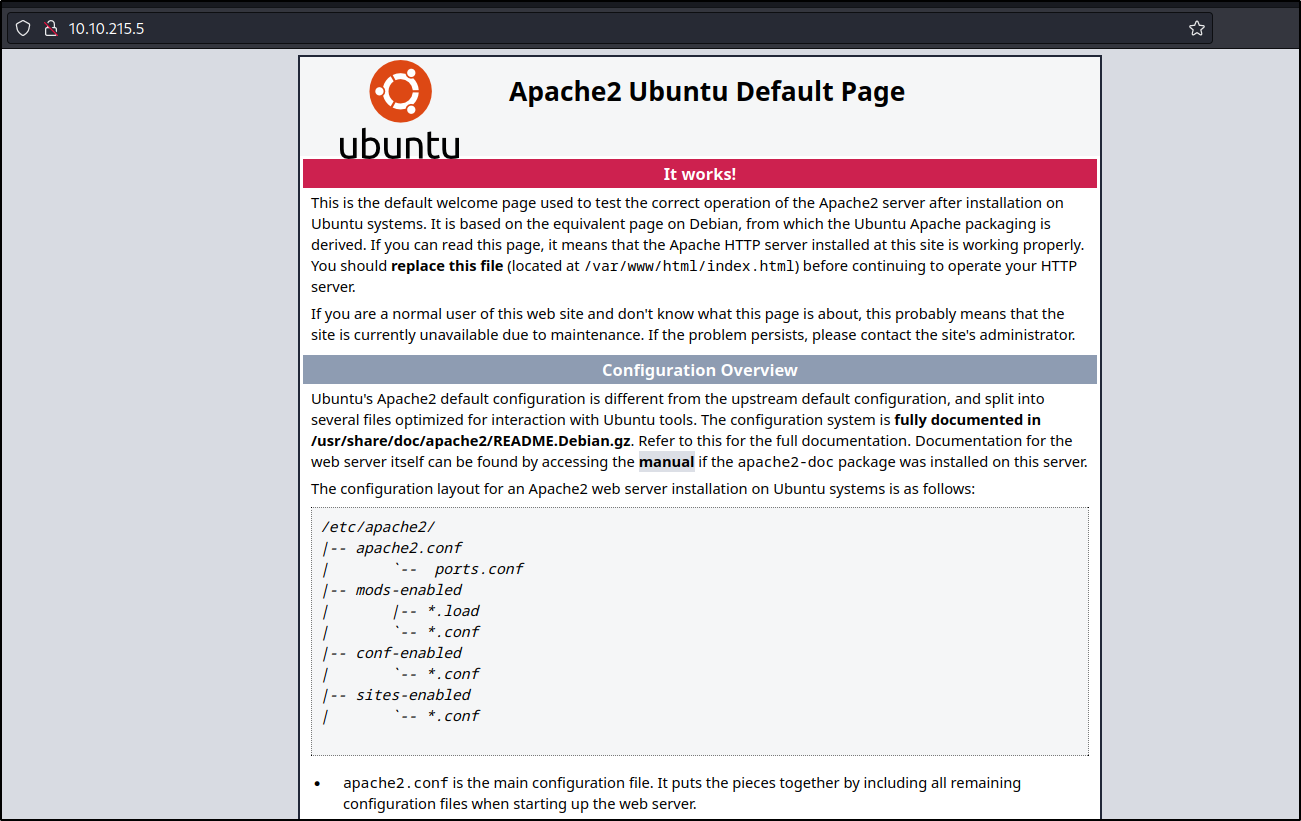 10.10.215.5
ubuntu
Apache2 Ubuntu Default Page
It works!
This is the default welcome page used to test the correct operation of the Apache2 server after installation on
Ubuntu systems. It is based on the equivalent page on Debian, from which the Ubuntu Apache packaging is
derived. If you can read this page, it means that the Apache HTTP server installed at this site is working properly.
You should replace this file (located at /var/www/html/index.html) before continuing to operate your HTTP
server.
If you are a normal user of this web site and don't know what this page is about, this probably means that the
site is currently unavailable due to maintenance. If the problem persists, please contact the site's administrator.
Configuration Overview
Ubuntu's Apache2 default configuration is different from the upstream default configuration, and split into
several files optimized for interaction with Ubuntu tools. The configuration system is fully documented in
/usr/share/doc/apache2/README.Debian.gz. Refer to this for the full documentation. Documentation for the
web server itself can be found by accessing the manual if the apache2-doc package was installed on this server.
The configuration layout for an Apache2 web server installation on Ubuntu systems is as follows:
/etc/apache2/
|-- apache2.conf
|       `--  ports.conf
|-- mods-enabled
|       |-- *.load
|       `-- *.conf
|-- conf-enabled
|       `-- *.conf
|-- sites-enabled
|       `-- *.conf
• apache2.conf is the main configuration file. It puts the pieces together by including all remaining
configuration files when starting up the web server.